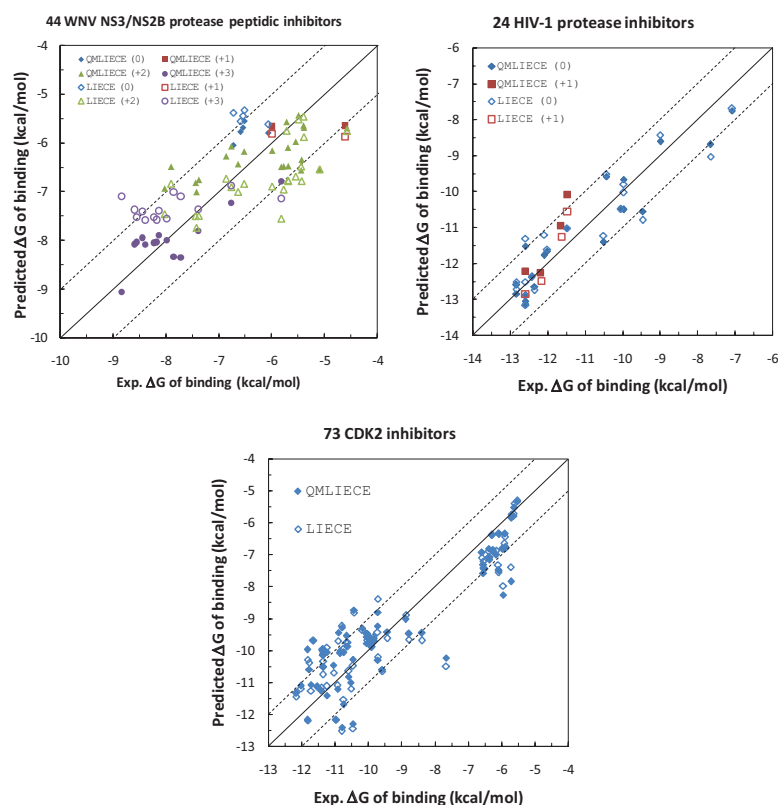 44 WNV NS3/NS2B protease peptidic inhibitors
QMLIECE (0) QMLIECE (+1)
QMLIECE (+2) QMLIECE (+3)
LIECE (0) LIECE (+1)
LIECE (+2) LIECE (+3)
Predicted ΔG of binding (kcal/mol)
-4
-5
-6
-7
-8
-9
-10
-10 -9 -8 -7 -6 -5 -4
Exp. ΔG of binding (kcal/mol)
24 HIV-1 protease inhibitors
QMLIECE (0)
QMLIECE (+1)
LIECE (0)
LIECE (+1)
Predicted ΔG of binding (kcal/mol)
-6
-7
-8
-9
-10
-11
-12
-13
-14
-14 -13 -12 -11 -10 -9 -8 -7 -6
Exp. ΔG of binding (kcal/mol)
73 CDK2 inhibitors
QMLIECE
LIECE
Predicted ΔG of binding (kcal/mol)
-4
-5
-6
-7
-8
-9
-10
-11
-12
-13
-13 -12 -11 -10 -9 -8 -7 -6 -5 -4
Exp. ΔG of binding (kcal/mol)